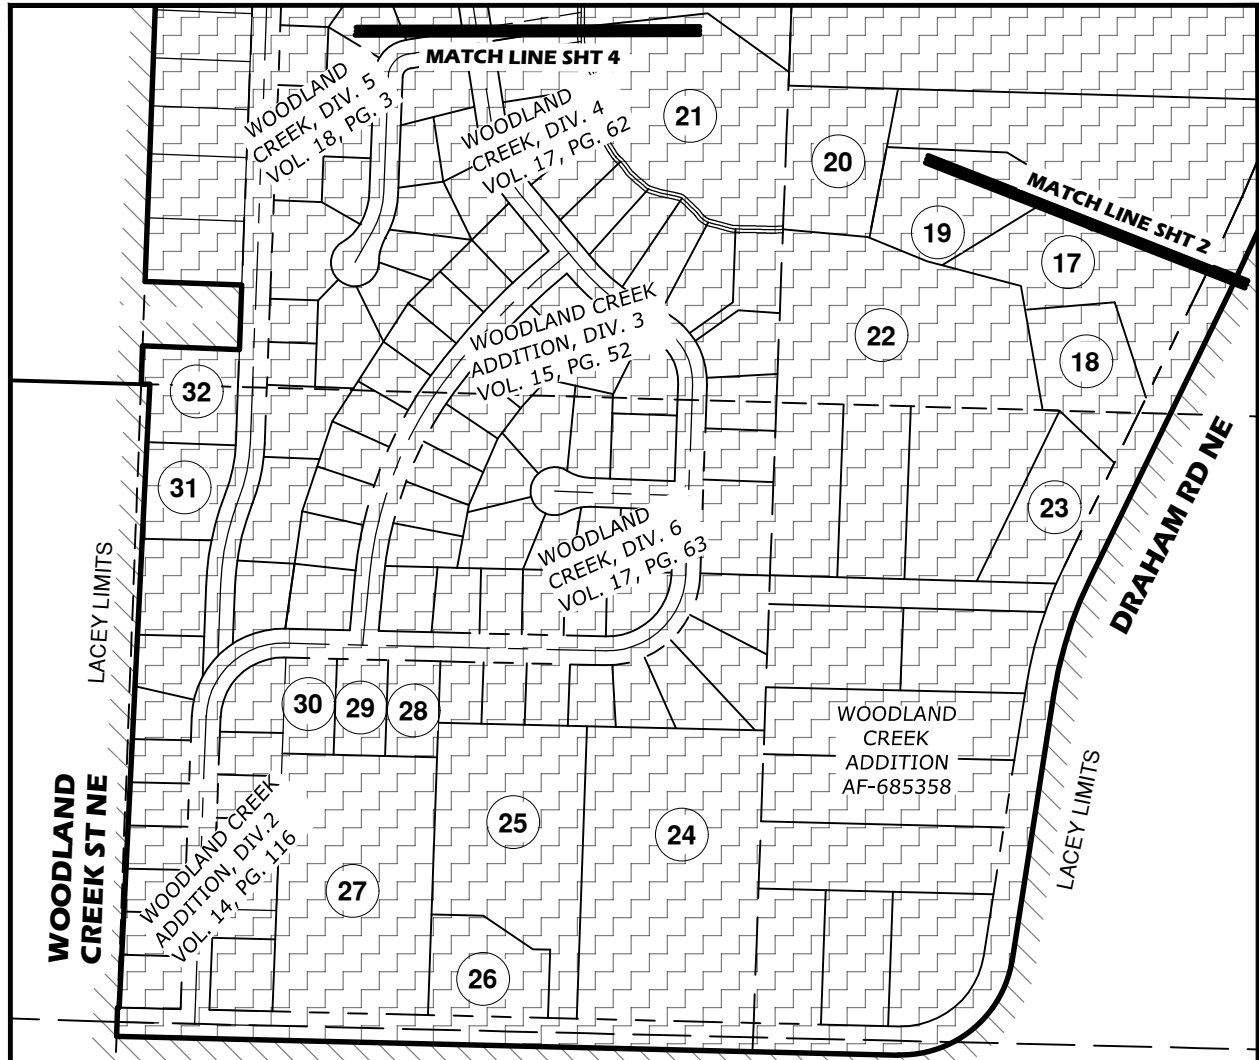 MATCH LINE SHT 4
WOODLAND
CREEK, DIV. 5
VOL. 18, PG. 3
WOODLAND
CREEK, DIV. 4
VOL. 17, PG. 62
21
20
MATCH LINE SHT 2
19
17
WOODLAND CREEK
ADDITION, DIV. 3
VOL. 15, PG. 52
22
18
32
31
23
DRAHAM RD NE
WOODLAND
CREEK, DIV. 6
VOL. 17, PG. 63
LACEY LIMITS
30
29
28
WOODLAND
CREEK
ADDITION
AF-685358
LACEY LIMITS
WOODLAND
CREEK ST NE
WOODLAND CREEK
ADDITION, DIV.2
VOL. 14, PG. 116
25
24
27
26